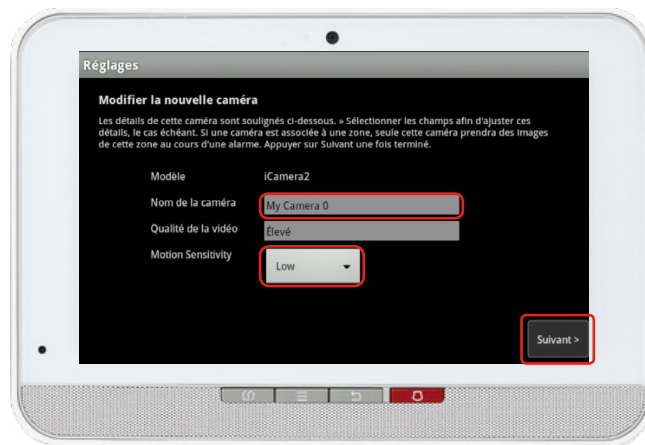 Réglages
Modifier la nouvelle caméra
Les détails de cette caméra sont soulignés ci-dessous. » Sélectionner les champs afin d'ajuster ces
détails, le cas échéant. Si une caméra est associée à une zone, seule cette caméra prendra des images
de cette zone au cours d'une alarme. Appuyer sur Suivant une fois terminé.
Modèle iCamera2
Nom de la caméra My Camera 0
Qualité de la vidéo Élevé
Motion Sensitivity Low
Suivant >